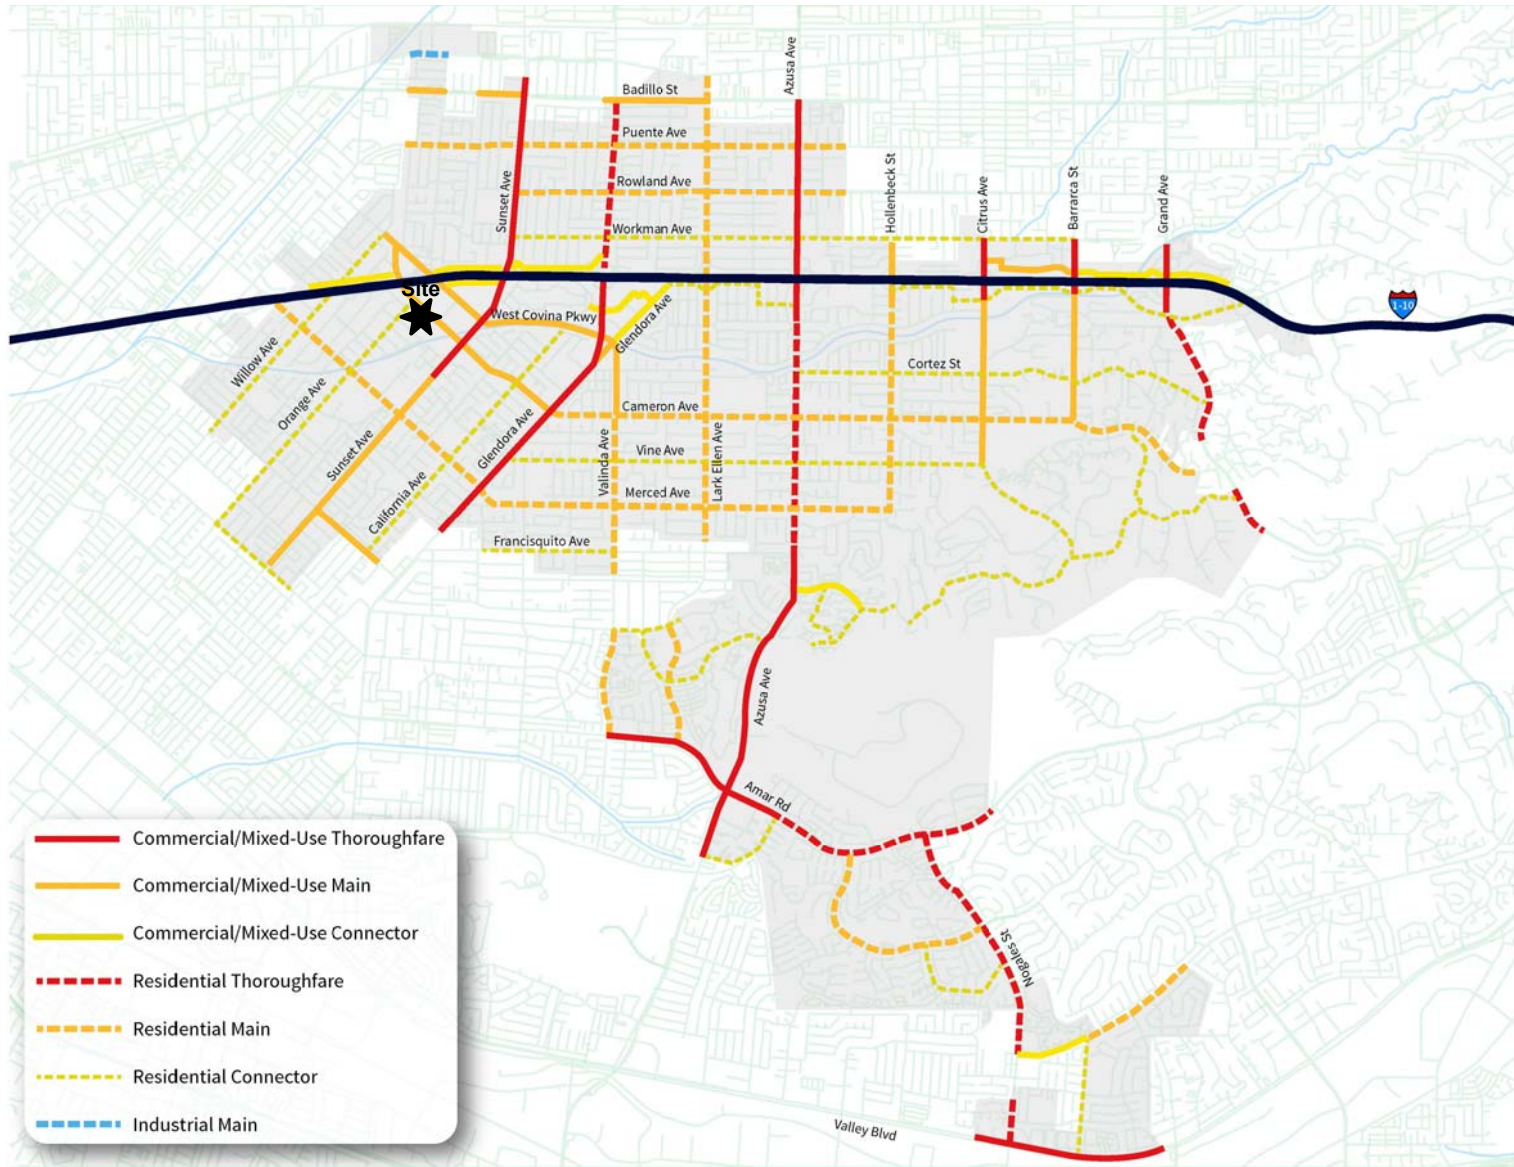 Azusa Ave
Badillo St
Puente Ave
Rowland Ave
Sunset Ave
Hollenbeck St
Citrus Ave
Barrarca St
Grand Ave
Workman Ave
Site
West Covina Pkwy
Glendora Ave
1-10
Willow Ave
Cortez St
Orange Ave
Cameron Ave
Sunset Ave
Glendora Ave
Vine Ave
Valinda Ave
Lark Ellen Ave
California Ave
Merced Ave
Francisquito Ave
Azusa Ave
Amar Rd
Nogales St
Valley Blvd
Commercial/Mixed-Use Thoroughfare
Commercial/Mixed-Use Main
Commercial/Mixed-Use Connector
Residential Thoroughfare
Residential Main
Residential Connector
Industrial Main